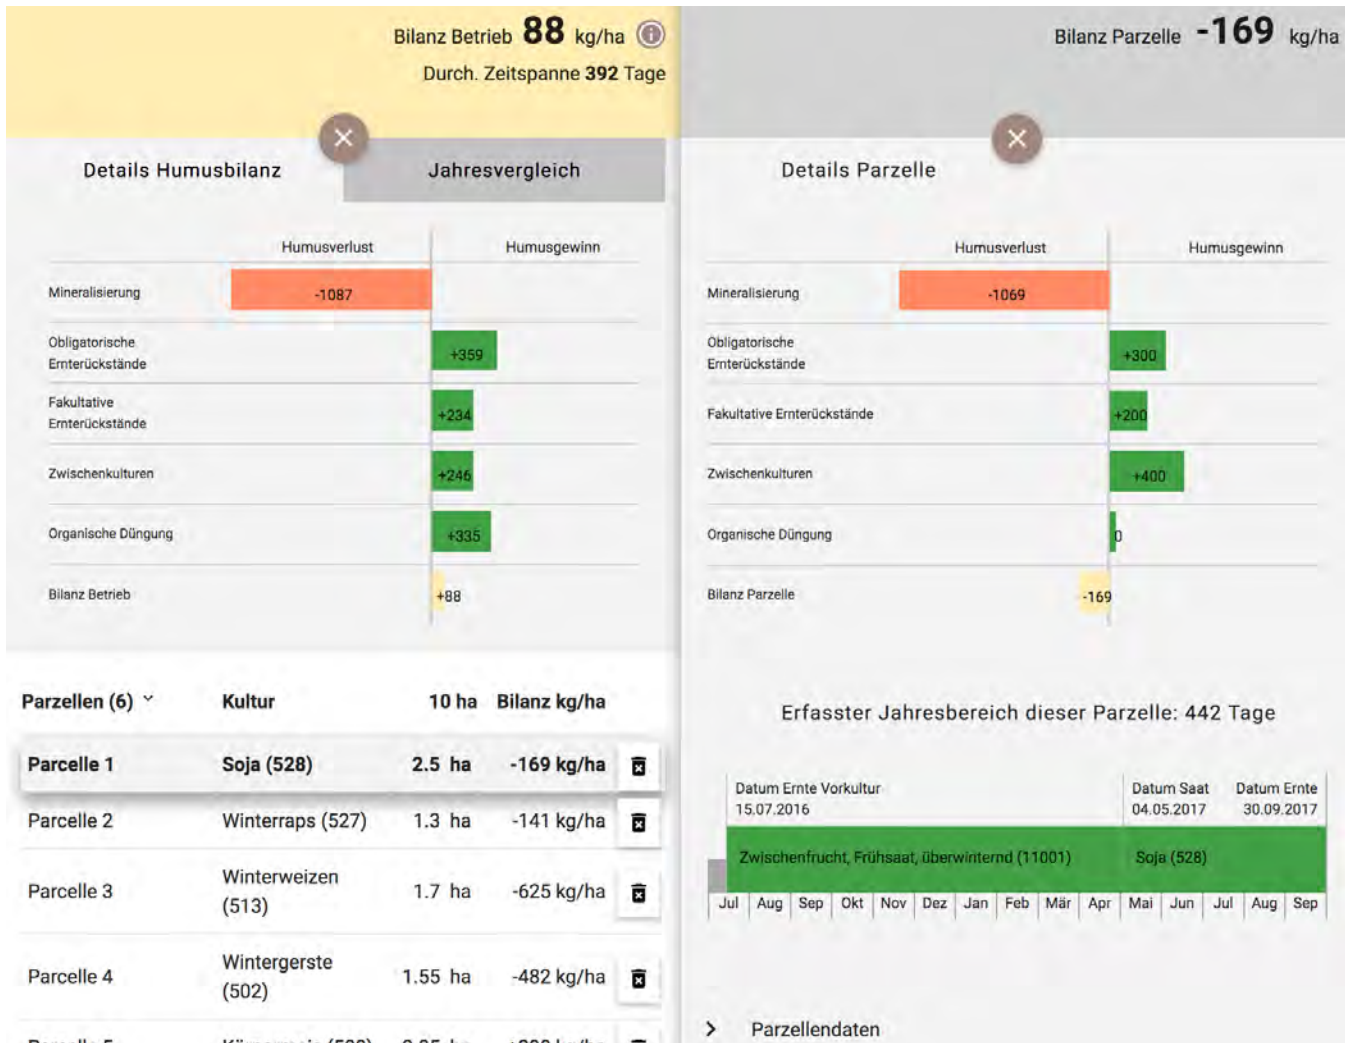 Bilanz Betrieb 88 kg/ha
Durch. Zeitspanne 392 Tage
Details Humusbilanz
Jahresvergleich
Humusverlust
Humusgewinn
Mineralisierung
-1087
Obligatorische
Ernterückstände
+359
Fakultative
Ernterückstände
+234
Zwischenkulturen
+246
Organische Düngung
+335
Bilanz Betrieb
+88
Parzellen (6) Kultur 10 ha Bilanz kg/ha
Parcelle 1 Soja (528) 2.5 ha -169 kg/ha
Parcelle 2 Winterraps (527) 1.3 ha -141 kg/ha
Parcelle 3 Winterweizen
(513) 1.7 ha -625 kg/ha
Parcelle 4 Wintergerste
(502) 1.55 ha -482 kg/ha
Bilanz Parzelle -169 kg/ha
Details Parzelle
Humusverlust
Humusgewinn
Mineralisierung
-1069
Obligatorische
Ernterückstände
+300
Fakultative Ernterückstände
+200
Zwischenkulturen
+400
Organische Düngung
0
Bilanz Parzelle
-169
Erfasster Jahresbereich dieser Parzelle: 442 Tage
Datum Ernte Vorkultur
15.07.2016
Datum Saat
04.05.2017
Datum Ernte
30.09.2017
Zwischenfrucht, Frühsaat, überwinternd (11001)
Soja (528)
Jul Aug Sep Okt Nov Dez Jan Feb Mär Apr Mai Jun Jul Aug Sep
Parzellendaten